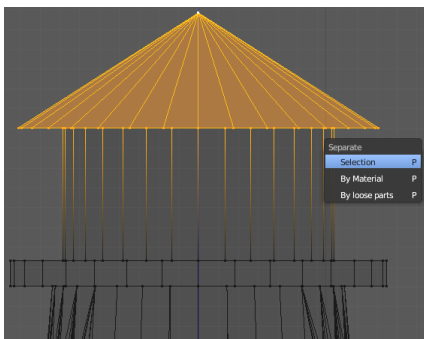 Separate
Selection P
By Material P
By loose parts P